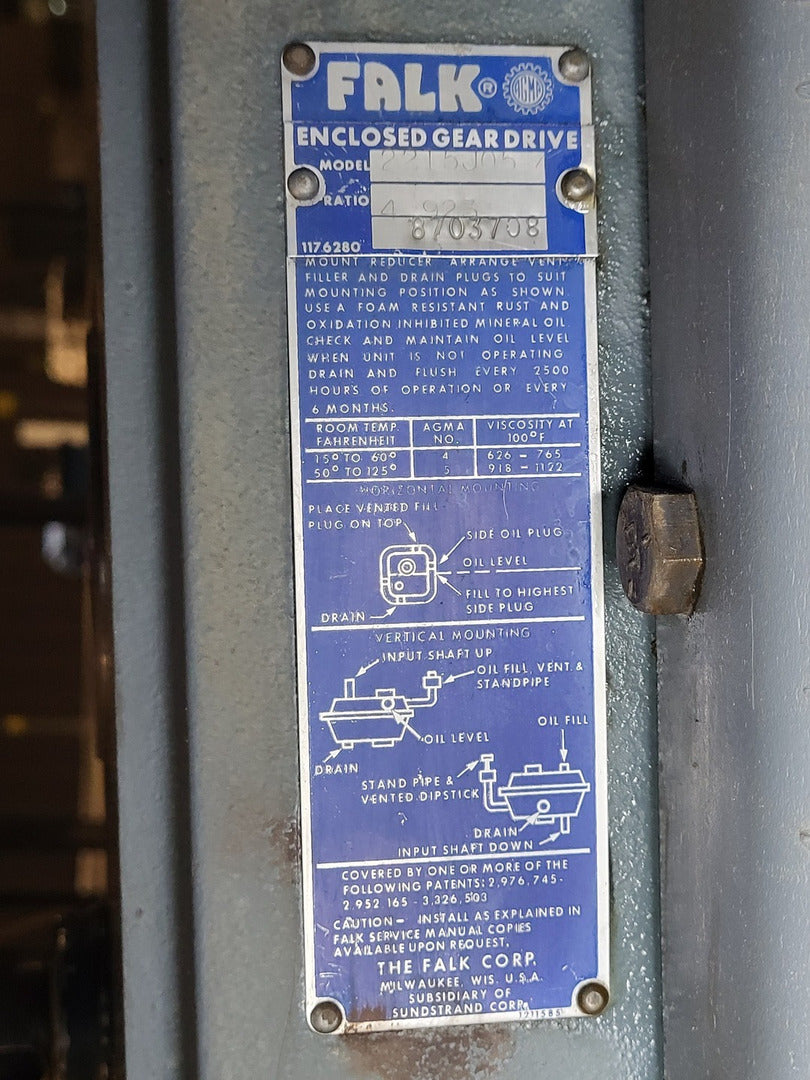 FALK®
ENCLOSED GEAR DRIVE
MODEL
RATIO 4.923
8703708
1176280
MOUNT REDUCER ARRANGE VENT,
FILLER AND DRAIN PLUGS TO SUIT
MOUNTING POSITION AS SHOWN.
USE A FOAM RESISTANT RUST AND
OXIDATION INHIBITED MINERAL OIL.
CHECK AND MAINTAIN OIL LEVEL
WHEN UNIT IS NOT OPERATING.
DRAIN AND FLUSH EVERY 2500
HOURS OF OPERATION OR EVERY
6 MONTHS.
ROOM TEMP. AGMA VISCOSITY AT
FAHRENHEIT NO. 100°F
15° TO 60° 4 626 - 765
50° TO 125° 5 918 - 1122
HORIZONTAL MOUNTING
PLACE VENTED FILL
PLUG ON TOP
SIDE OIL PLUG
OIL LEVEL
FILL TO HIGHEST
SIDE PLUG
DRAIN
VERTICAL MOUNTING
INPUT SHAFT UP
OIL FILL, VENT &
STANDPIPE
OIL LEVEL
DRAIN
OIL FILL
STAND PIPE &
VENTED DIPSTICK
DRAIN
INPUT SHAFT DOWN
COVERED BY ONE OR MORE OF THE
FOLLOWING PATENTS: 2,976,745-
2,952,165 - 3,326,503
CAUTION - INSTALL AS EXPLAINED IN
FALK SERVICE MANUAL COPIES
AVAILABLE UPON REQUEST.
THE FALK CORP.
MILWAUKEE, WIS. U.S.A.
SUBSIDIARY OF
SUNDSTRAND CORP.
1211585